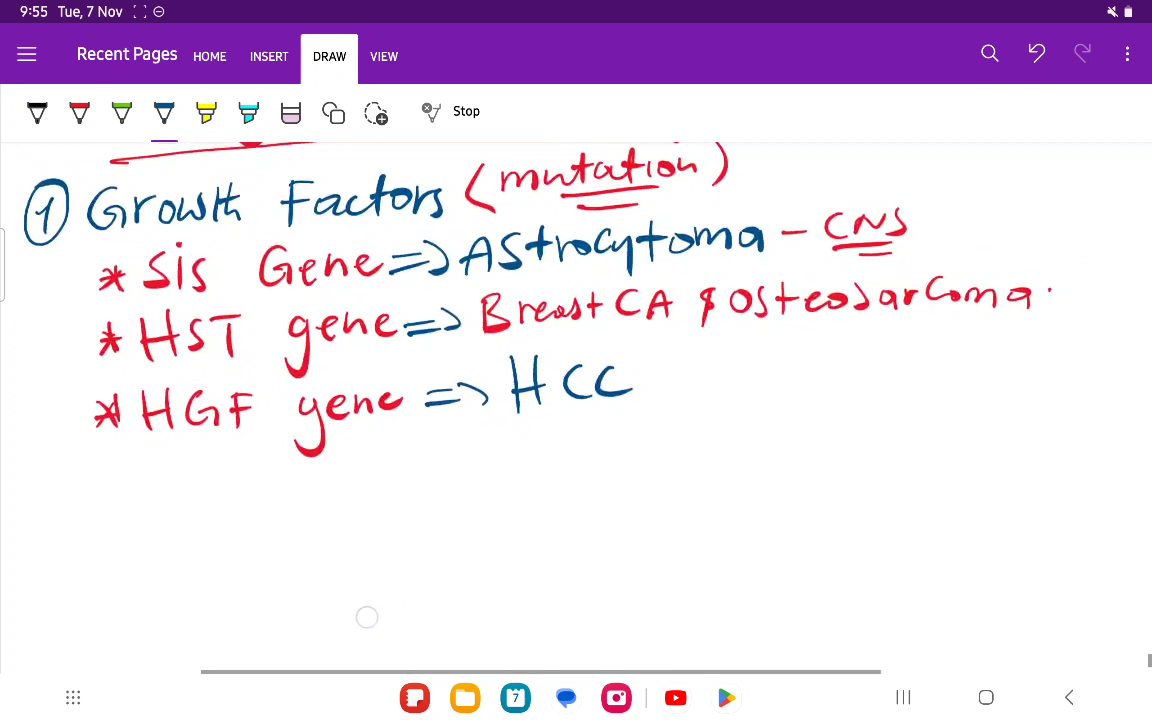 9:55 Tue, 7 Nov
Recent Pages HOME INSERT DRAW VIEW
Stop
① Growth Factors (mutation)
* Sis Gene => Astrocytoma - CNS
* HST gene => Breast CA & Osteosarcoma.
* HGF gene => HCC
7